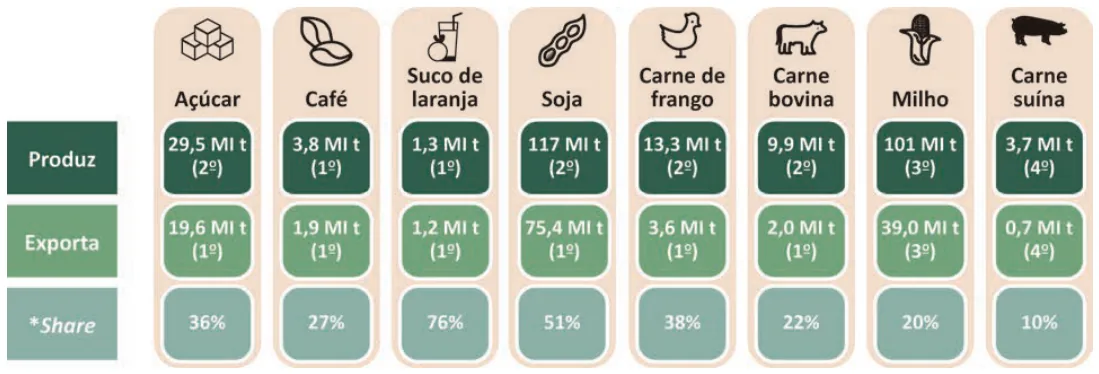 Açúcar
Café
Suco de
laranja
Soja
Carne de
frango
Carne
bovina
Milho
Carne
suína
Produz
29,5 MI t
(2º)
3,8 MI t
(1º)
1,3 MI t
(1º)
117 MI t
(2º)
13,3 MI t
(2º)
9,9 MI t
(2º)
101 MI t
(3º)
3,7 MI t
(4º)
Exporta
19,6 MI t
(1º)
1,9 MI t
(1º)
1,2 MI t
(1º)
75,4 MI t
(1º)
3,6 MI t
(1º)
2,0 MI t
(1º)
39,0 MI t
(3º)
0,7 MI t
(4º)
*Share
36%
27%
76%
51%
38%
22%
20%
10%